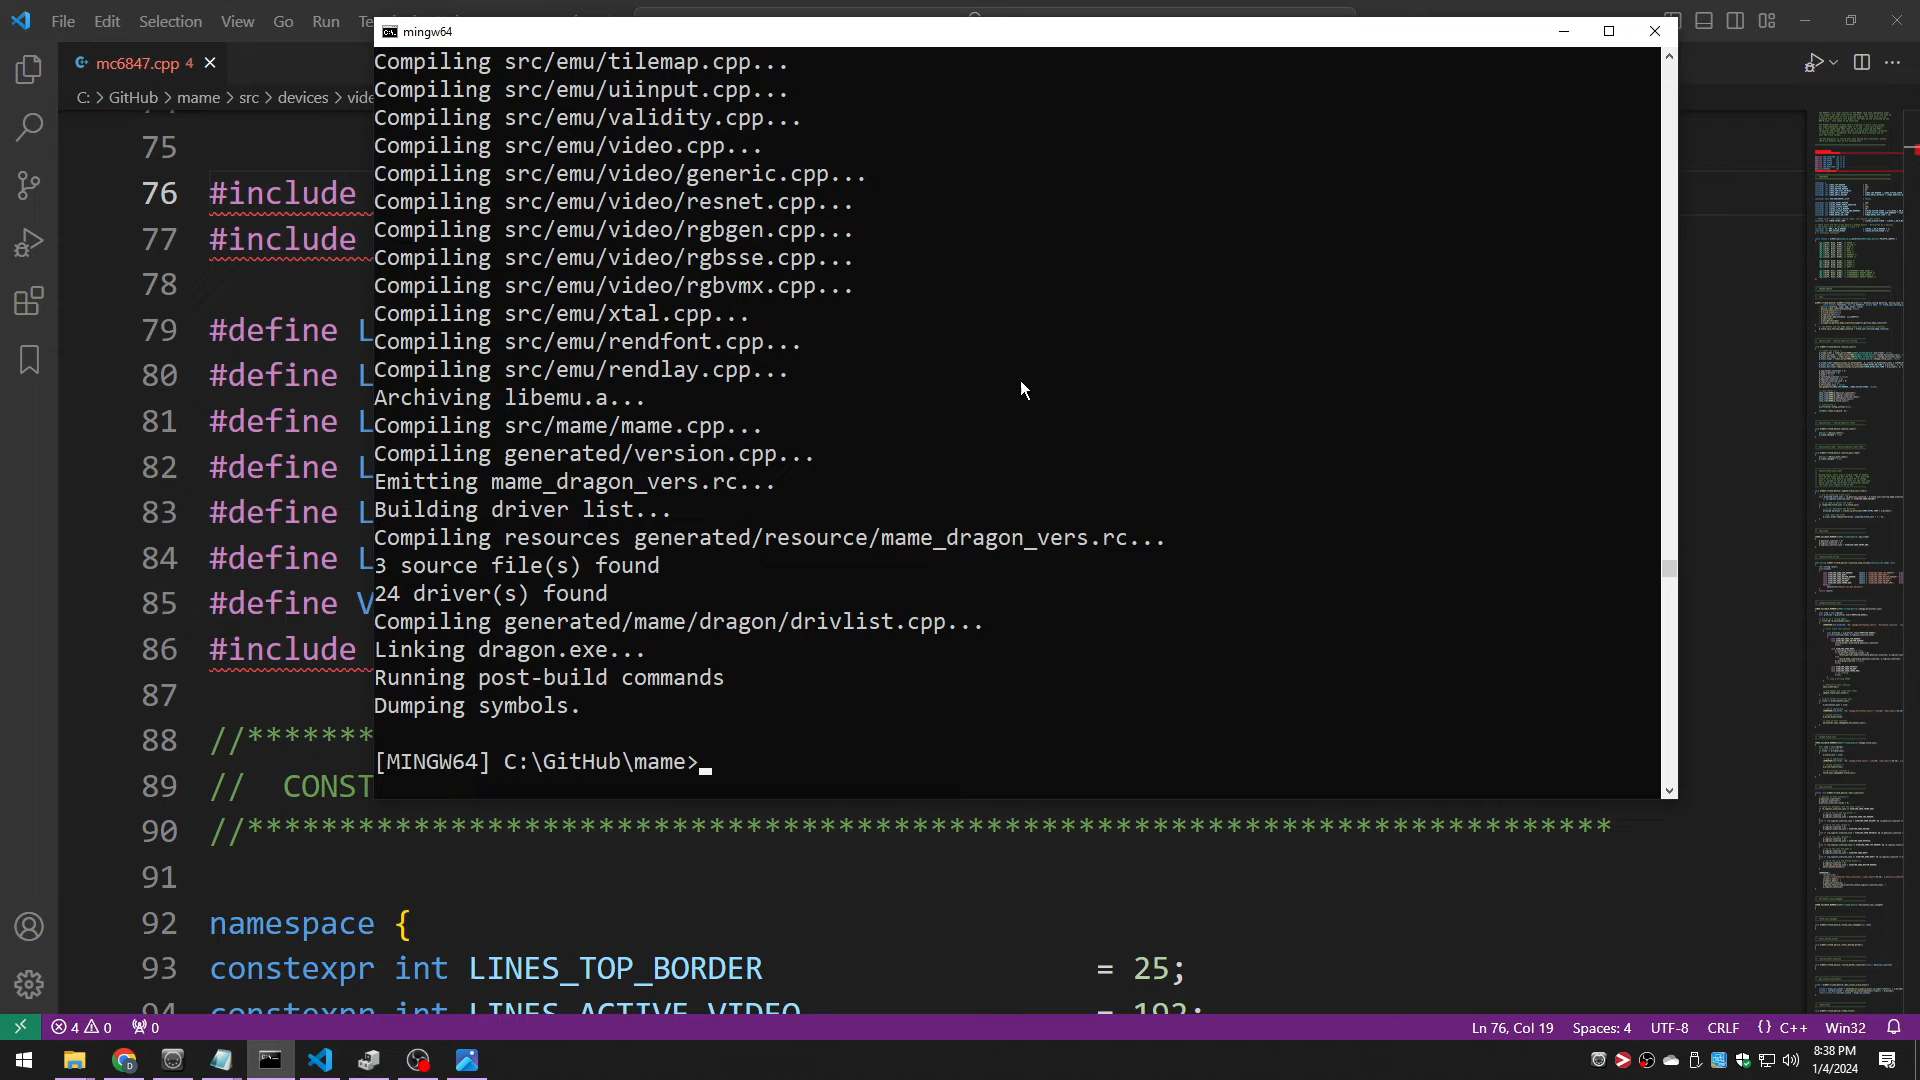 File Edit Selection View Go Run
mc6847.cpp 4
C: > GitHub > mame > src > devices >
75
76 #include
77 #include
78
79 #define
80 #define
81 #define
82 #define
83 #define
84 #define
85 #define
86 #include
87
88 //*******
89 // CONST
90 //**************************************************************************
91
92 namespace {
93 constexpr int LINES_TOP_BORDER = 25;
94 constexpr int LINES_ACTIVE_VIDEO = 192;
mingw64
Compiling src/emu/tilemap.cpp...
Compiling src/emu/uiinput.cpp...
Compiling src/emu/validity.cpp...
Compiling src/emu/video.cpp...
Compiling src/emu/video/generic.cpp...
Compiling src/emu/video/resnet.cpp...
Compiling src/emu/video/rgbgen.cpp...
Compiling src/emu/video/rgbsse.cpp...
Compiling src/emu/video/rgbvmx.cpp...
Compiling src/emu/xtal.cpp...
Compiling src/emu/rendfont.cpp...
Compiling src/emu/rendlay.cpp...
Archiving libemu.a...
Compiling src/mame/mame.cpp...
Compiling generated/version.cpp...
Emitting mame_dragon_vers.rc...
Building driver list...
Compiling resources generated/resource/mame_dragon_vers.rc...
3 source file(s) found
24 driver(s) found
Compiling generated/mame/dragon/drivlist.cpp...
Linking dragon.exe...
Running post-build commands
Dumping symbols.
[MINGW64] C:\GitHub\mame>
4 0 0 Ln 76, Col 19 Spaces: 4 UTF-8 CRLF {} C++ Win32
8:38 PM
1/4/2024